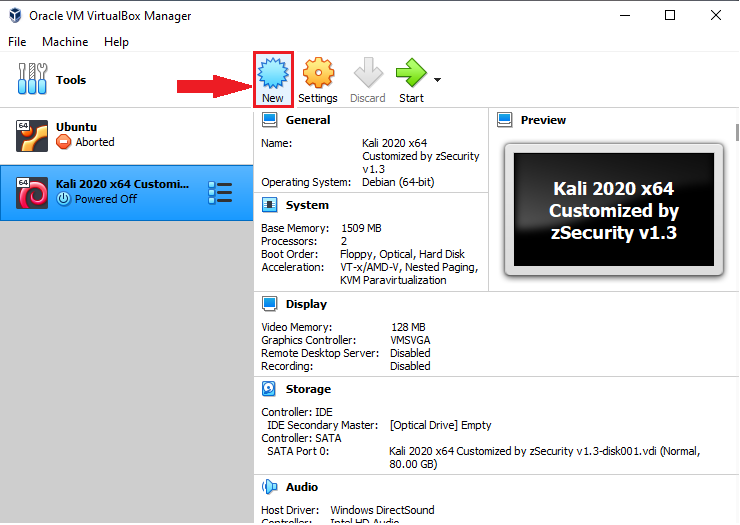 Oracle VM VirtualBox Manager
File Machine Help
Tools
New Settings Discard Start
64 Ubuntu
Aborted
64 Kali 2020 x64 Customi...
Powered Off
General
Name: Kali 2020 x64
Customized by zSecurity
v1.3
Operating System: Debian (64-bit)
Preview
Kali 2020 x64
Customized by
zSecurity v1.3
System
Base Memory: 1509 MB
Processors: 2
Boot Order: Floppy, Optical, Hard Disk
Acceleration: VT-x/AMD-V, Nested Paging,
KVM Paravirtualization
Display
Video Memory: 128 MB
Graphics Controller: VMSVGA
Remote Desktop Server: Disabled
Recording: Disabled
Storage
Controller: IDE
IDE Secondary Master: [Optical Drive] Empty
Controller: SATA
SATA Port 0: Kali 2020 x64 Customized by zSecurity v1.3-disk001.vdi (Normal,
80.00 GB)
Audio
Host Driver: Windows DirectSound
Controller: Intel HD Audio